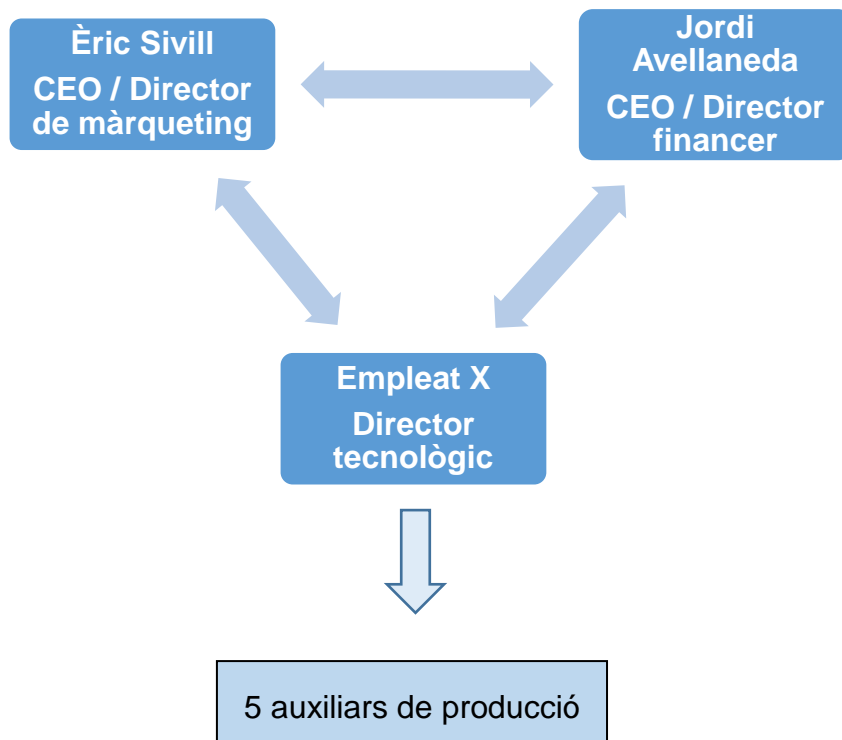 Èric Sivill
CEO / Director
de màrqueting
Jordi
Avellaneda
CEO / Director
financer
Empleat X
Director
tecnològic
5 auxiliars de producció